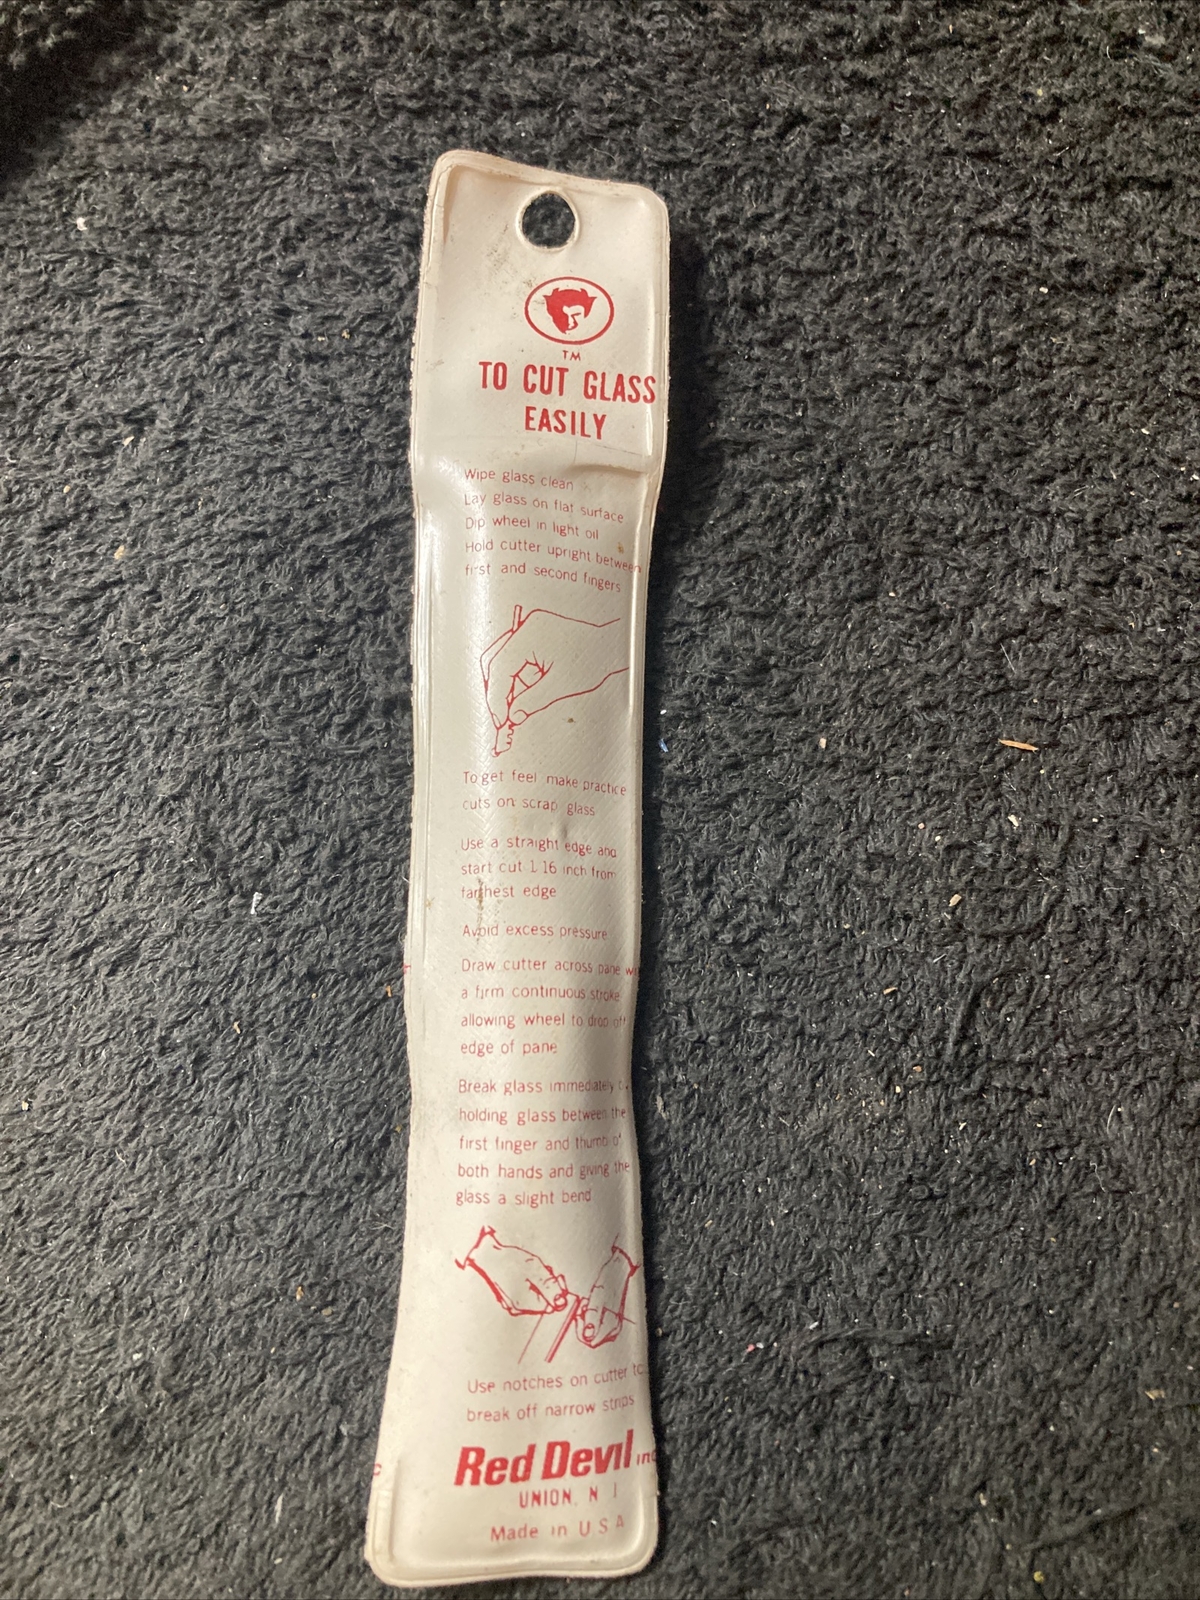 TM
TO CUT GLASS
EASILY
Wipe glass clean
Lay glass on flat surface
Dip wheel in light oil
Hold cutter upright between
first and second fingers
To get feel make practice
cuts on scrap glass
Use a straight edge and
start cut 1 16 inch from
farthest edge
Avoid excess pressure
Draw cutter across pane
a firm continuous stroke
allowing wheel to drop off
edge of pane
Break glass immediately
holding glass between the
first finger and thumb of
both hands and giving the
glass a slight bend
Use notches on cutter to
break off narrow strips
Red Devil inc
UNION, N J
Made in U S A